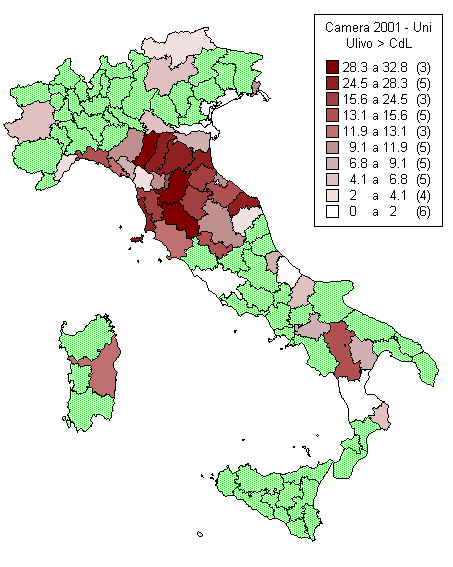 Camera 2001 - Uni
Ulivo > CdL
28.3 a 32.8 (3)
24.5 a 28.3 (5)
15.6 a 24.5 (3)
13.1 a 15.6 (5)
11.9 a 13.1 (3)
9.1 a 11.9 (5)
6.8 a 9.1 (5)
4.1 a 6.8 (5)
2 a 4.1 (4)
0 a 2 (6)